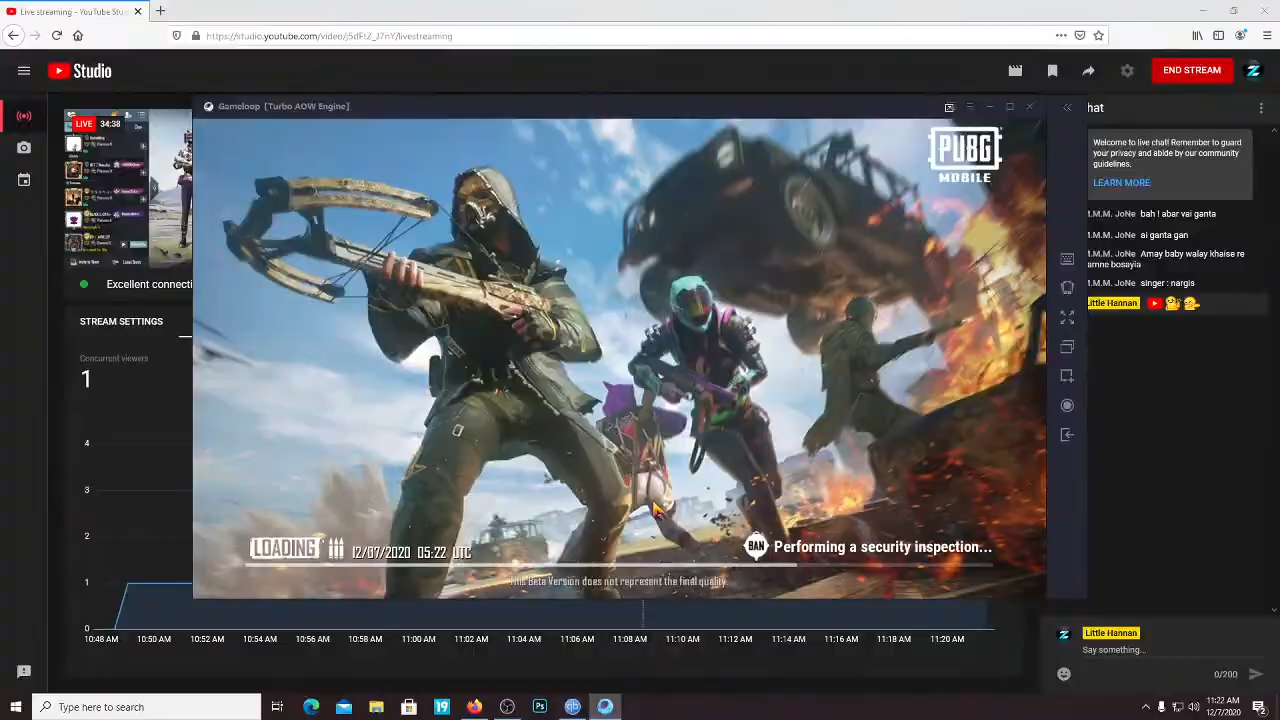 Live streaming - YouTube Stu
https://studio.youtube.com/video/
livestreaming
Studio
END STREAM
Gameloop [Turbo AOW Engine]
hat
LIVE 34:38
Excellent connecti
STREAM SETTINGS
Concurrent viewers
1
4
3
2
1
0
10:48 AM 10:50 AM 10:52 AM 10:54 AM 10:56 AM 10:58 AM 11:00 AM 11:02 AM 11:04 AM 11:06 AM 11:08 AM 11:10 AM 11:12 AM 11:14 AM 11:16 AM 11:18 AM 11:20 AM
PUBG
MOBILE
LOADING 12/07/2020 05:22 UTC
BAN Performing a security inspection...
This Beta Version does not represent the final quality.
Welcome to live chat! Remember to guard
your privacy and abide by our community
guidelines.
LEARN MORE
M.M. JoNe bah ! abar vai ganta
M.M. JoNe ai ganta gan
M.M. JoNe Amay baby walay khaise re
amne bosayia
M.M. JoNe singer : nargis
Little Hannan
Little Hannan
Say something...
0/200
Type here to search
19
Ps
11:22 AM
12/7/2020
2